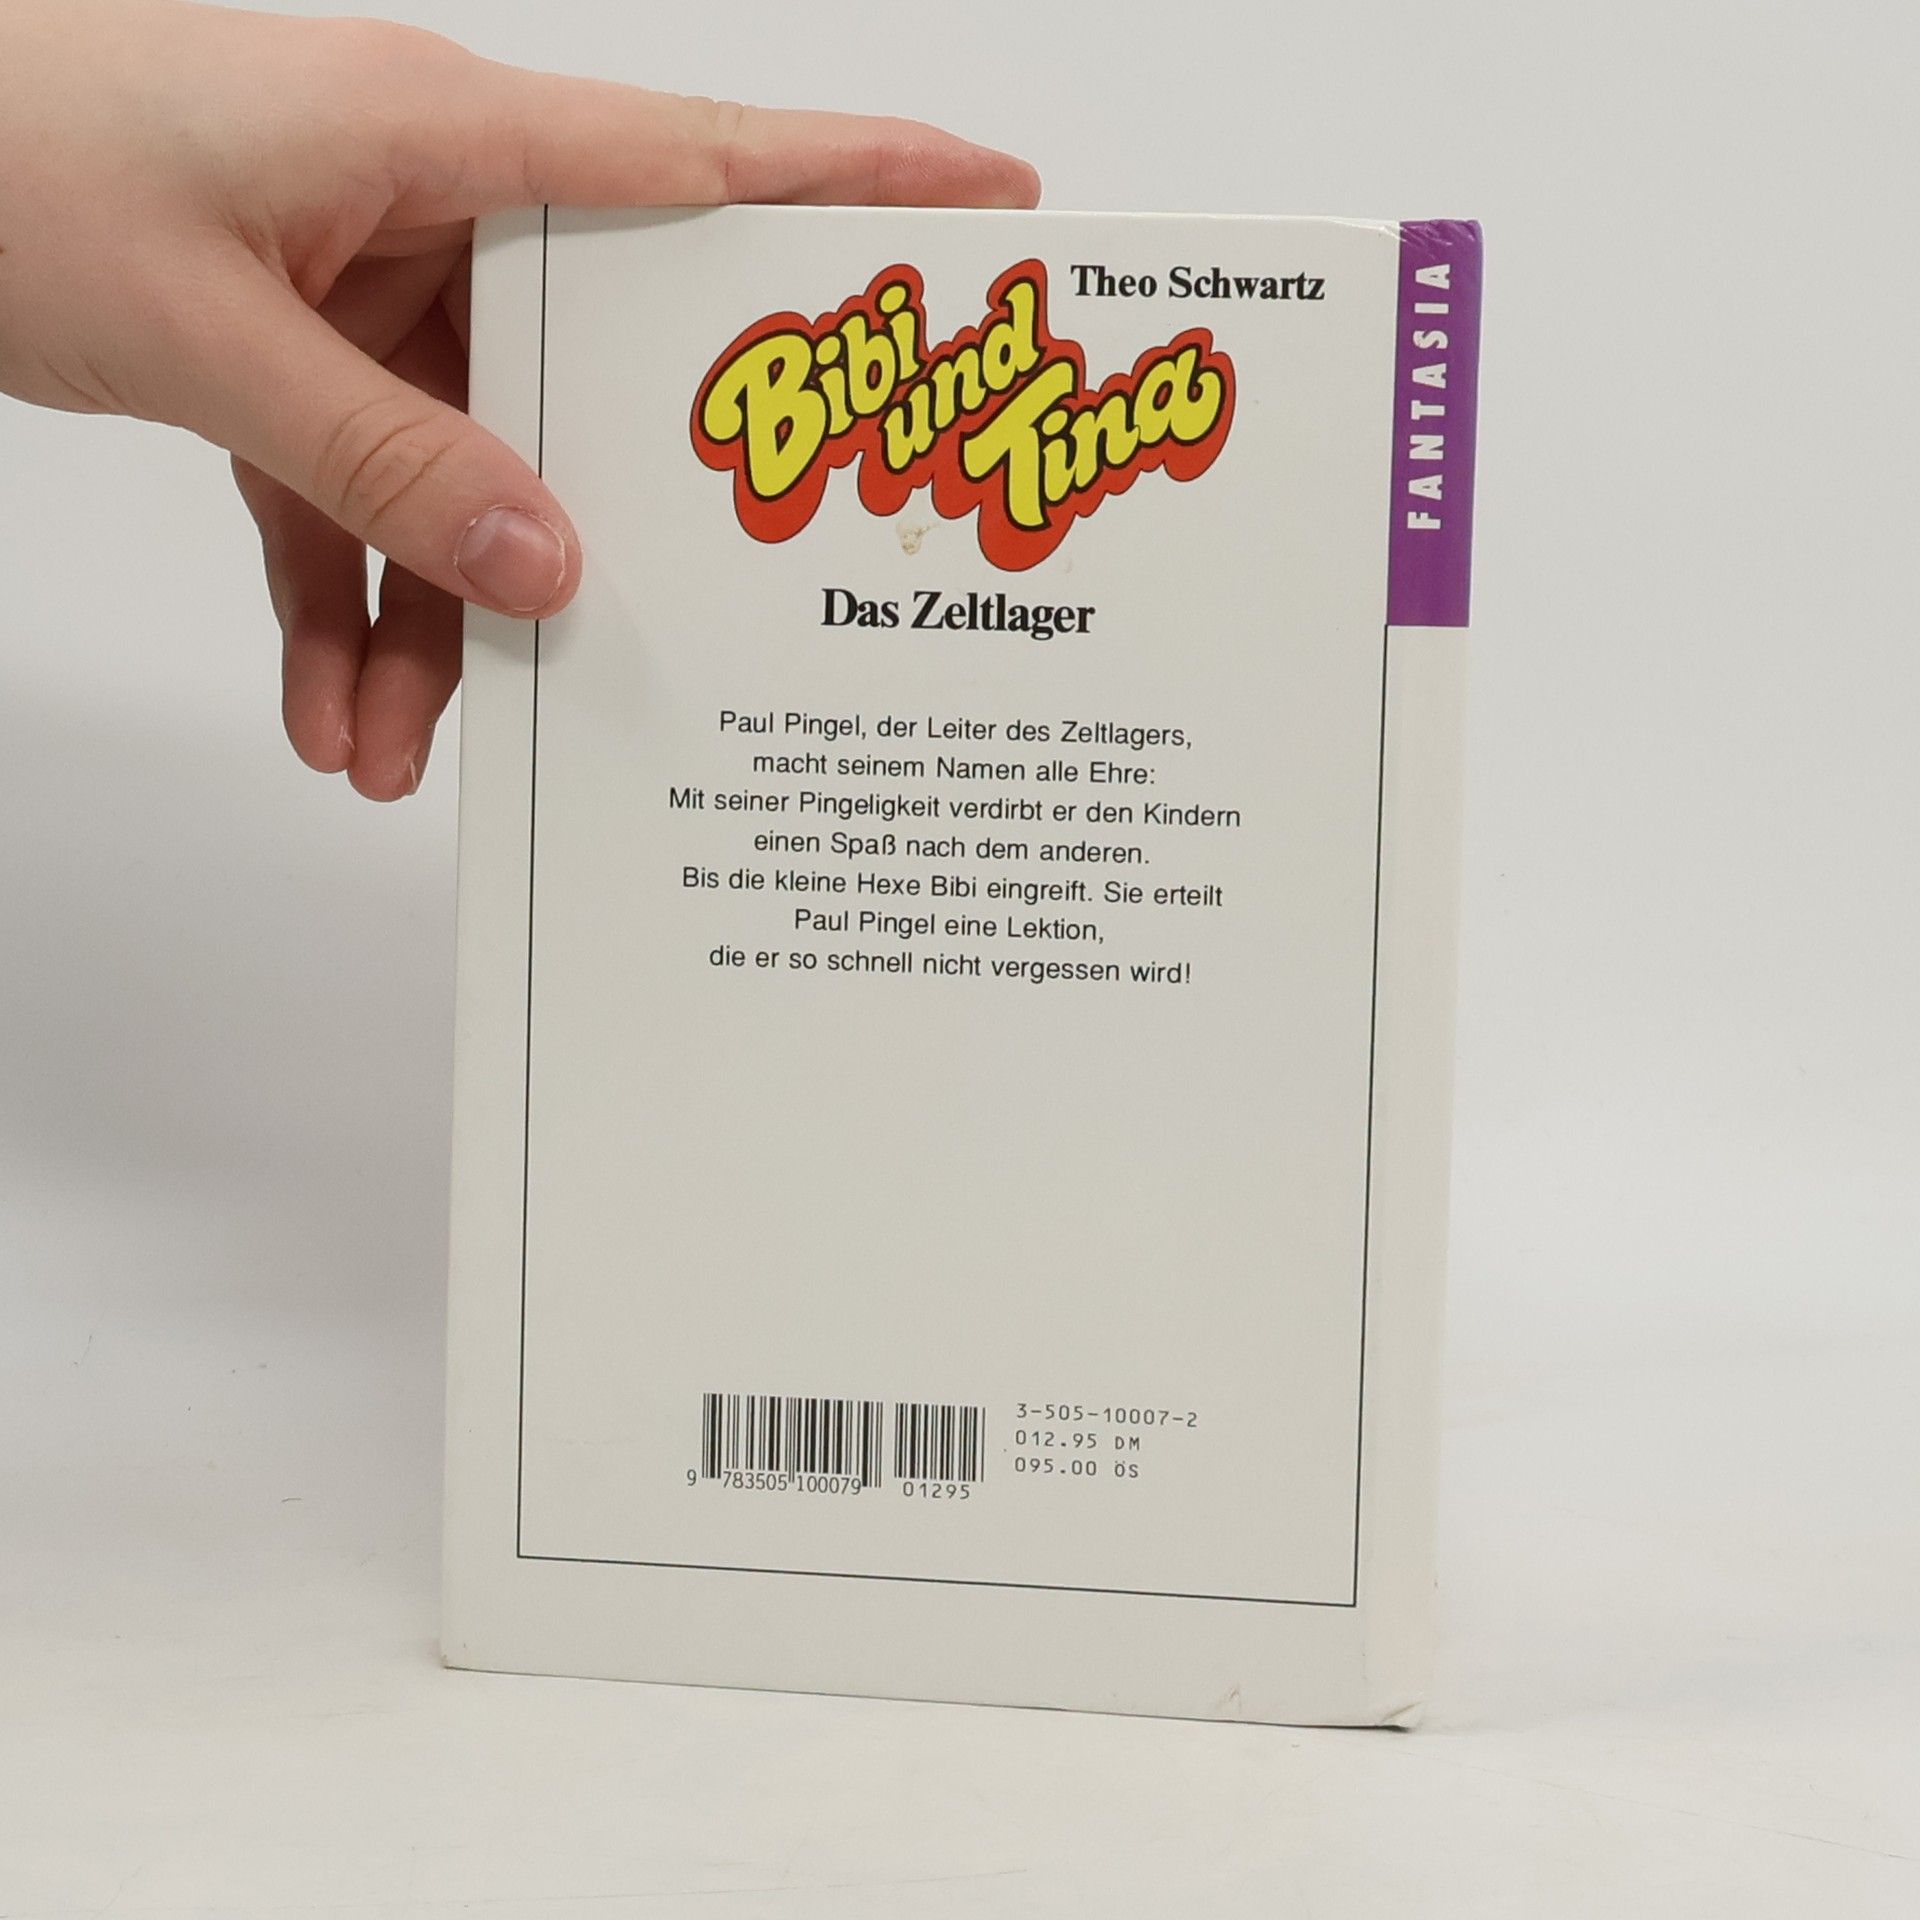 Theo Schwartz
Bibi
und
Tina
Das Zeltlager
Paul Pingel, der Leiter des Zeltlagers,
macht seinem Namen alle Ehre:
Mit seiner Pingeligkeit verdirbt er den Kindern
einen Spaß nach dem anderen.
Bis die kleine Hexe Bibi eingreift. Sie erteilt
Paul Pingel eine Lektion,
die er so schnell nicht vergessen wird!
3-505-10007-2
012.95 DM
095.00 öS
9 783505 100079
01295
FANTASIA